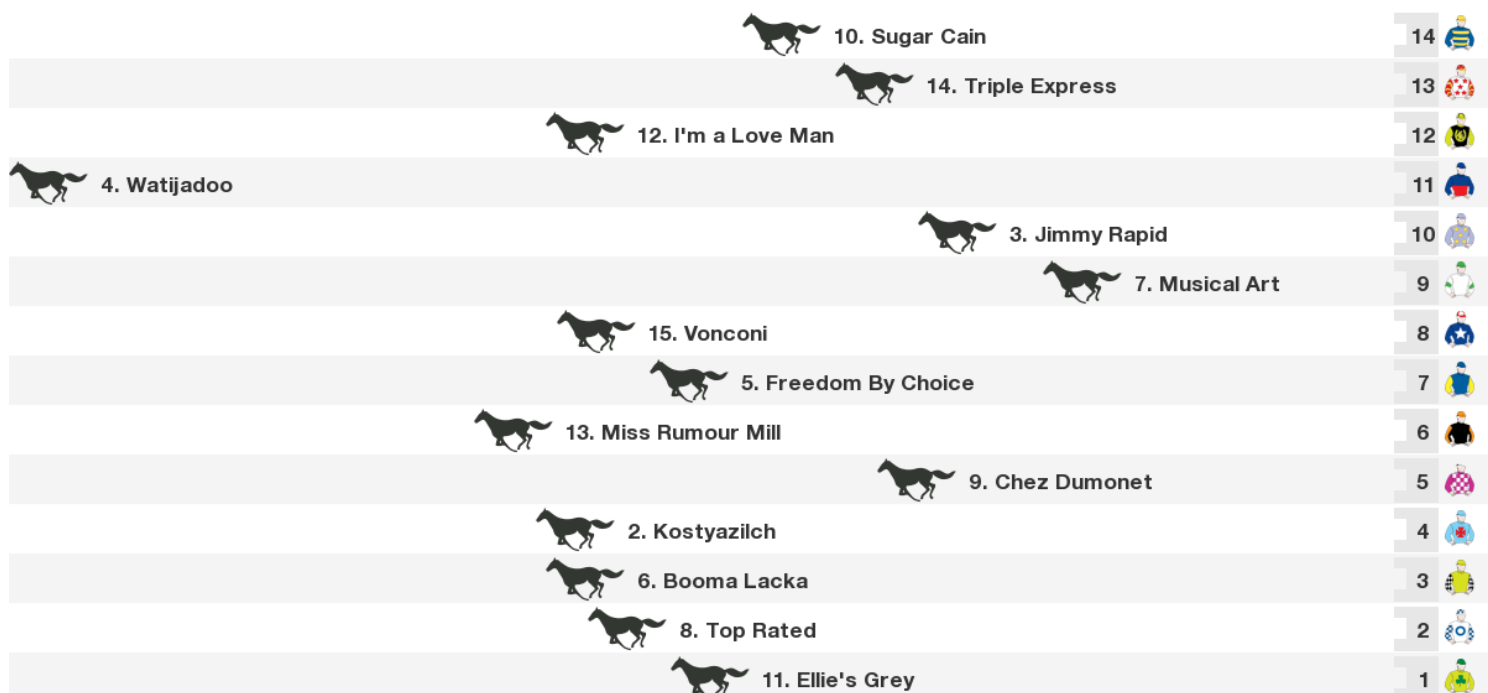 10. Sugar Cain 14
14. Triple Express 13
12. I'm a Love Man 12
4. Watijadoo 11
3. Jimmy Rapid 10
7. Musical Art 9
15. Vonconi 8
5. Freedom By Choice 7
13. Miss Rumour Mill 6
9. Chez Dumonet 5
2. Kostyazilch 4
6. Booma Lacka 3
8. Top Rated 2
11. Ellie's Grey 1